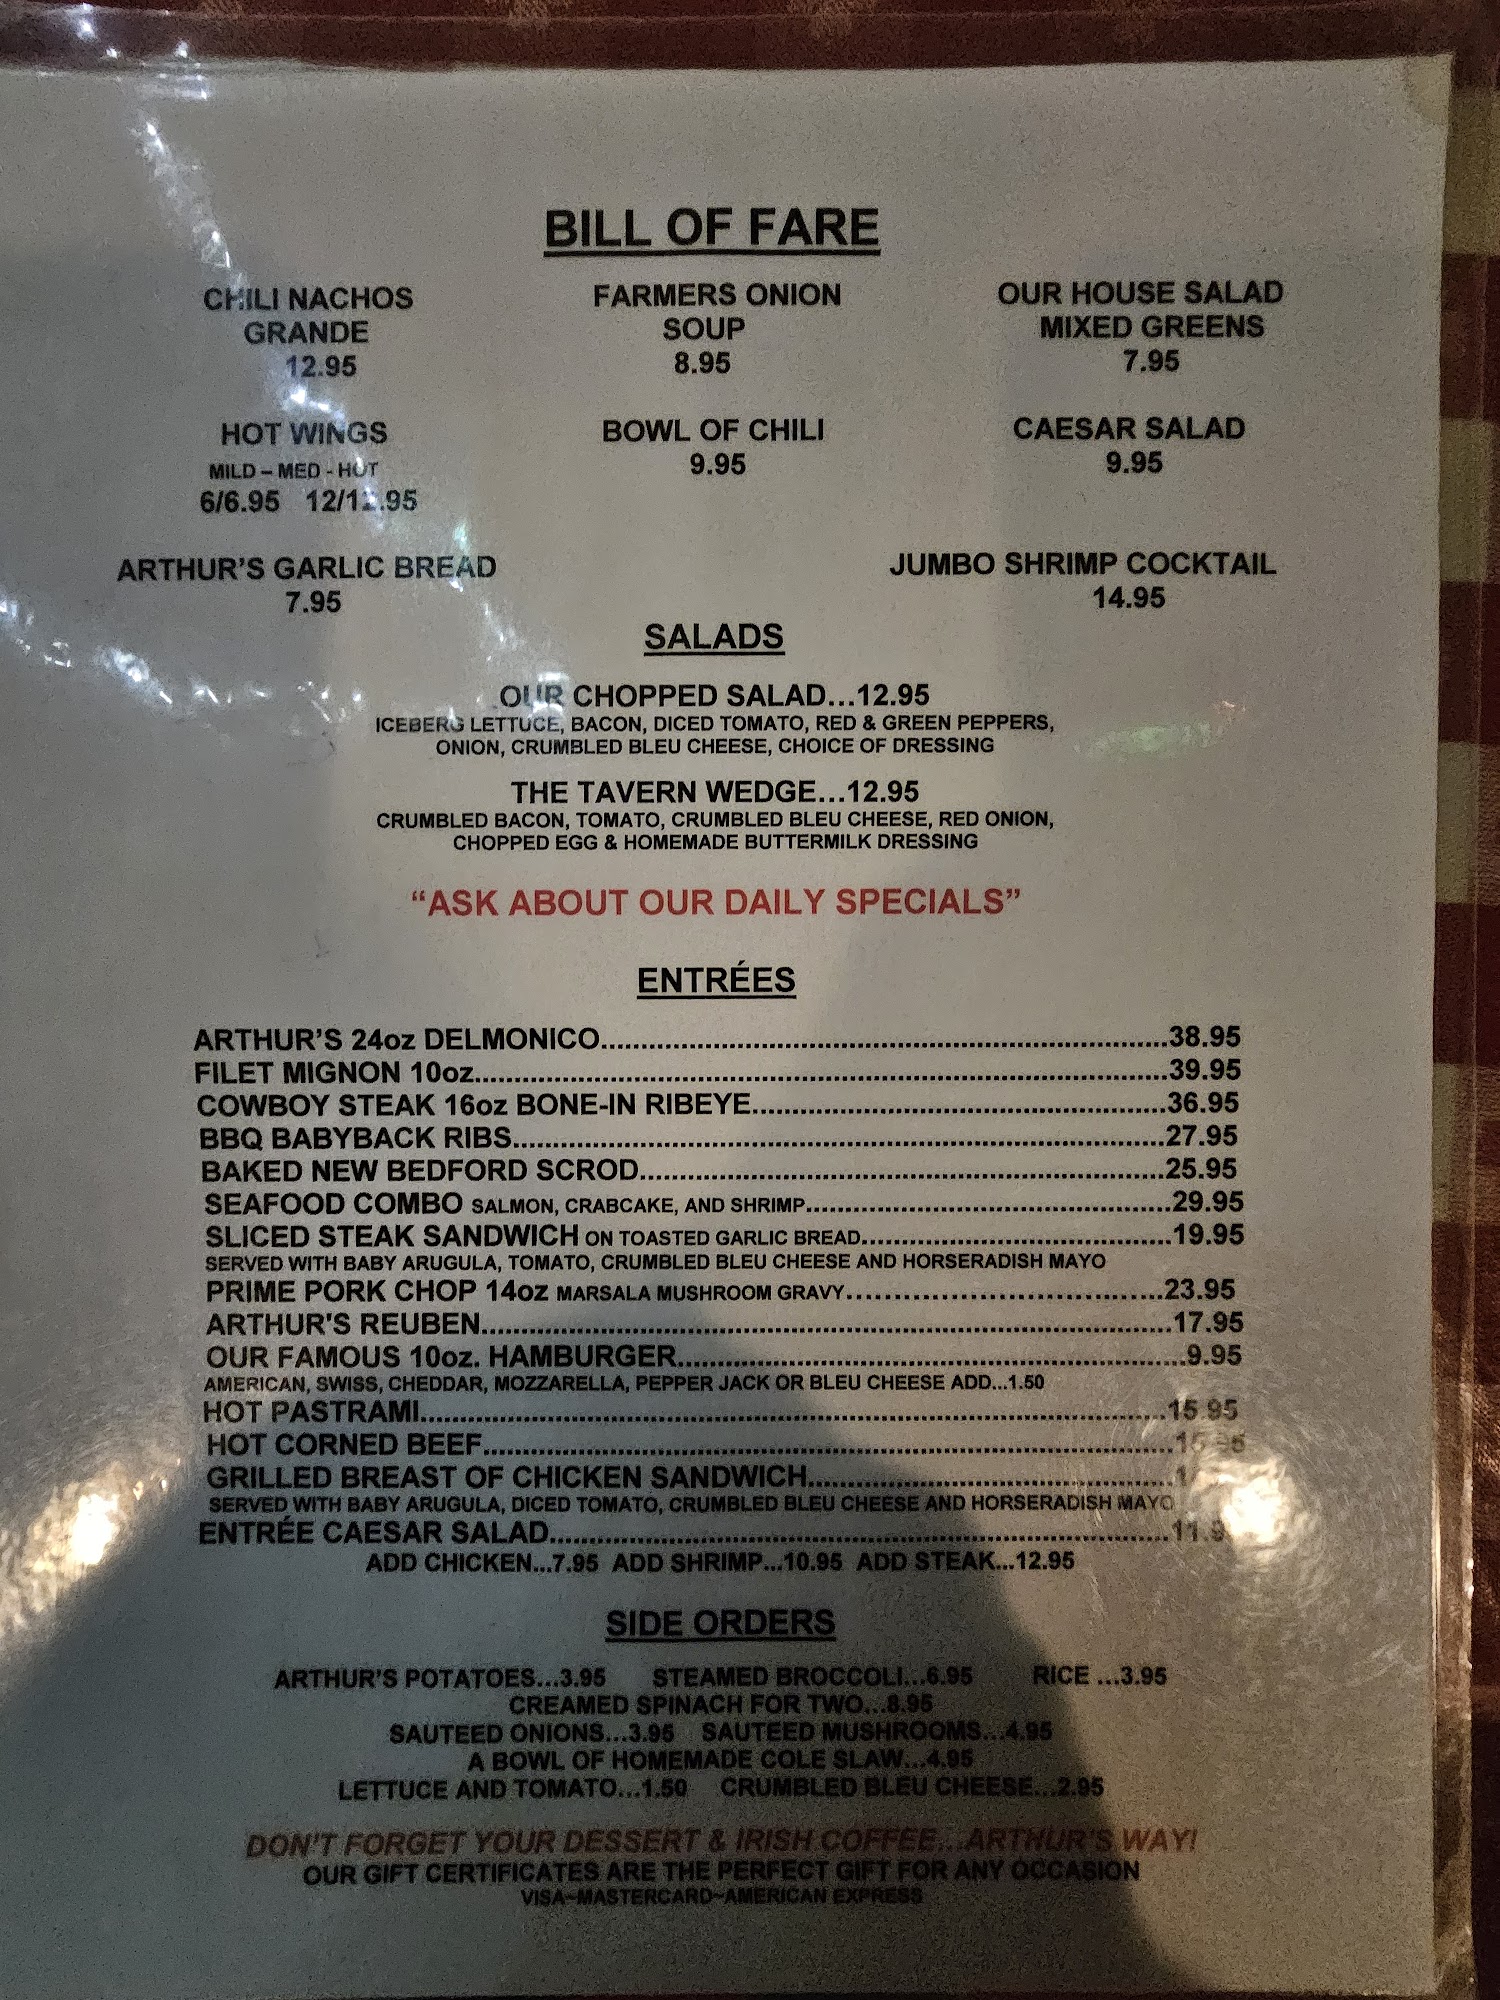 BILL OF FARE
CHILI NACHOS
GRANDE
12.95
FARMERS ONION
SOUP
8.95
OUR HOUSE SALAD
MIXED GREENS
7.95
HOT WINGS
MILD – MED - HOT
6/6.95 12/12.95
BOWL OF CHILI
9.95
CAESAR SALAD
9.95
ARTHUR'S GARLIC BREAD
7.95
JUMBO SHRIMP COCKTAIL
14.95
SALADS
OUR CHOPPED SALAD...12.95
ICEBERG LETTUCE, BACON, DICED TOMATO, RED & GREEN PEPPERS,
ONION, CRUMBLED BLEU CHEESE, CHOICE OF DRESSING
THE TAVERN WEDGE...12.95
CRUMBLED BACON, TOMATO, CRUMBLED BLEU CHEESE, RED ONION,
CHOPPED EGG & HOMEMADE BUTTERMILK DRESSING
“ASK ABOUT OUR DAILY SPECIALS”
ENTRÉES
ARTHUR'S 24oz DELMONICO...38.95
FILET MIGNON 10oz...39.95
COWBOY STEAK 16oz BONE-IN RIBEYE...36.95
BBQ BABYBACK RIBS...27.95
BAKED NEW BEDFORD SCROD...25.95
SEAFOOD COMBO SALMON, CRABCAKE, AND SHRIMP...29.95
SLICED STEAK SANDWICH ON TOASTED GARLIC BREAD...19.95
SERVED WITH BABY ARUGULA, TOMATO, CRUMBLED BLEU CHEESE AND HORSERADISH MAYO
PRIME PORK CHOP 14oz MARSALA MUSHROOM GRAVY...23.95
ARTHUR'S REUBEN...17.95
OUR FAMOUS 10oz. HAMBURGER...9.95
AMERICAN, SWISS, CHEDDAR, MOZZARELLA, PEPPER JACK OR BLEU CHEESE ADD...1.50
HOT PASTRAMI...15.95
HOT CORNED BEEF...
GRILLED BREAST OF CHICKEN SANDWICH...
SERVED WITH BABY ARUGULA, DICED TOMATO, CRUMBLED BLEU CHEESE AND HORSERADISH MAYO
ENTRÉE CAESAR SALAD...
ADD CHICKEN...7.95 ADD SHRIMP...10.95 ADD STEAK...12.95
SIDE ORDERS
ARTHUR'S POTATOES...3.95 STEAMED BROCCOLI...6.95 RICE ...3.95
CREAMED SPINACH FOR TWO...8.95
SAUTEED ONIONS...3.95 SAUTEED MUSHROOMS...4.95
A BOWL OF HOMEMADE COLE SLAW...4.95
LETTUCE AND TOMATO...1.50 CRUMBLED BLEU CHEESE...2.95
DON'T FORGET YOUR DESSERT & IRISH COFFEE...ARTHUR'S WAY!
OUR GIFT CERTIFICATES ARE THE PERFECT GIFT FOR ANY OCCASION
VISA~MASTERCARD~AMERICAN EXPRESS